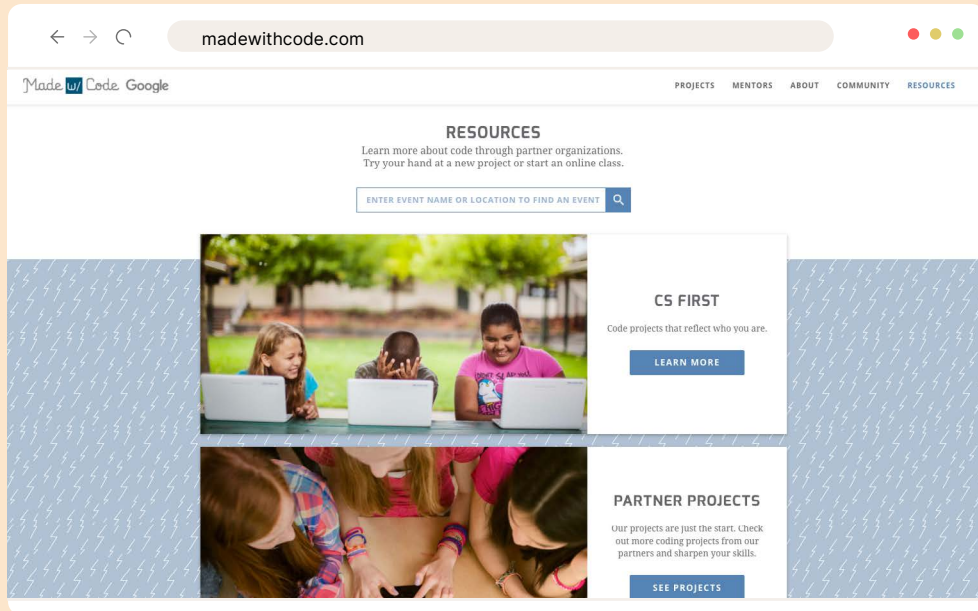 madewithcode.com
Made w/ Code Google
PROJECTS MENTORS ABOUT COMMUNITY RESOURCES
RESOURCES
Learn more about code through partner organizations.
Try your hand at a new project or start an online class.
ENTER EVENT NAME OR LOCATION TO FIND AN EVENT
CS FIRST
Code projects that reflect who you are.
LEARN MORE
PARTNER PROJECTS
Our projects are just the start. Check
out more coding projects from our
partners and sharpen your skills.
SEE PROJECTS